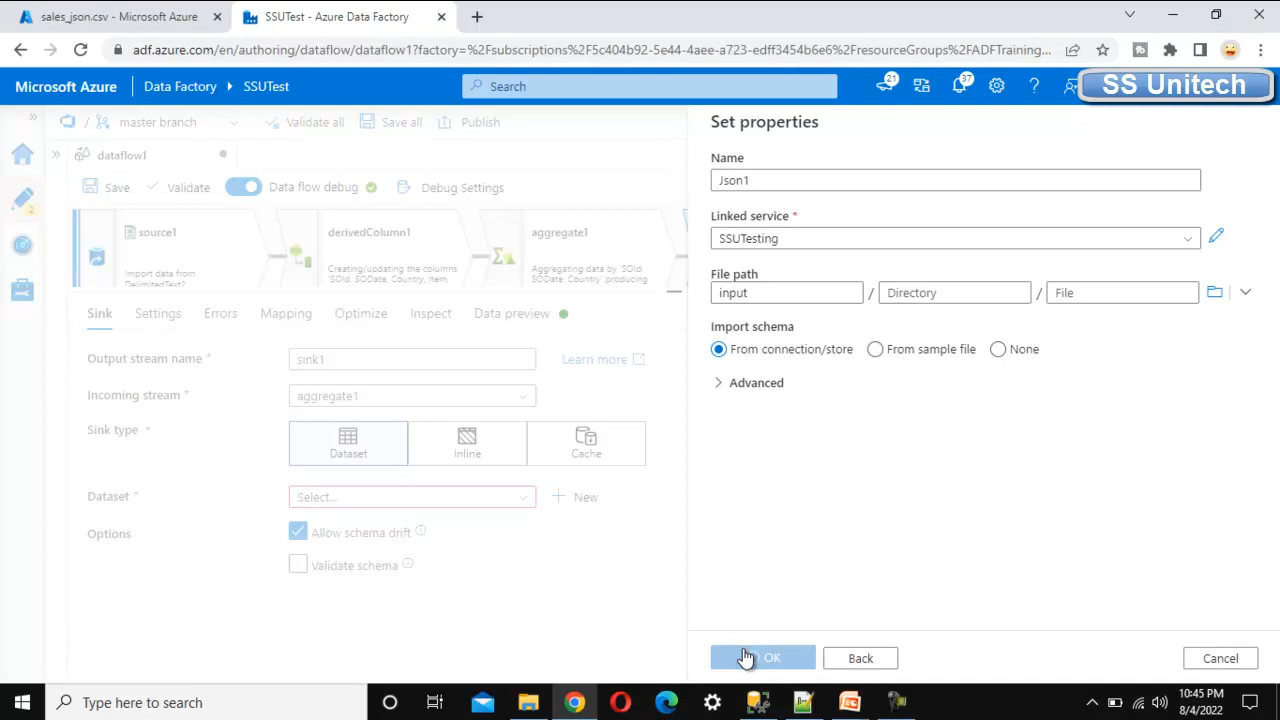 sales_json.csv - Microsoft Azure
SSUTest - Azure Data Factory
adf.azure.com/en/authoring/dataflow/dataflow1?factory=%2Fsubscriptions%2F5c404b92-5e44-4aee-a723-edff3454b6e6%2FresourceGroups%2FADFTraining...
Microsoft Azure
Data Factory
SSUTest
Search
21
37
SS Unitech
/ master branch
Validate all
Save all
Publish
dataflow1
Save
Validate
Data flow debug
Debug Settings
2
source1
Import data from
DelimitedText2
derivedColumn1
Creating/updating the columns
'SOId, SODate, Country, Item,
aggregate1
Aggregating data by 'SOId
SODate, Country' producing
Sink
Settings
Errors
Mapping
Optimize
Inspect
Data preview
Output stream name *
sink1
Learn more
Incoming stream *
aggregate1
Sink type *
Dataset
Inline
Cache
Dataset *
Select...
New
Options
Allow schema drift
Validate schema
Set properties
Name
Json1
Linked service *
SSUTesting
File path
input / Directory / File
Import schema
From connection/store
From sample file
None
Advanced
OK
Back
Cancel
Type here to search
10:45 PM
8/4/2022